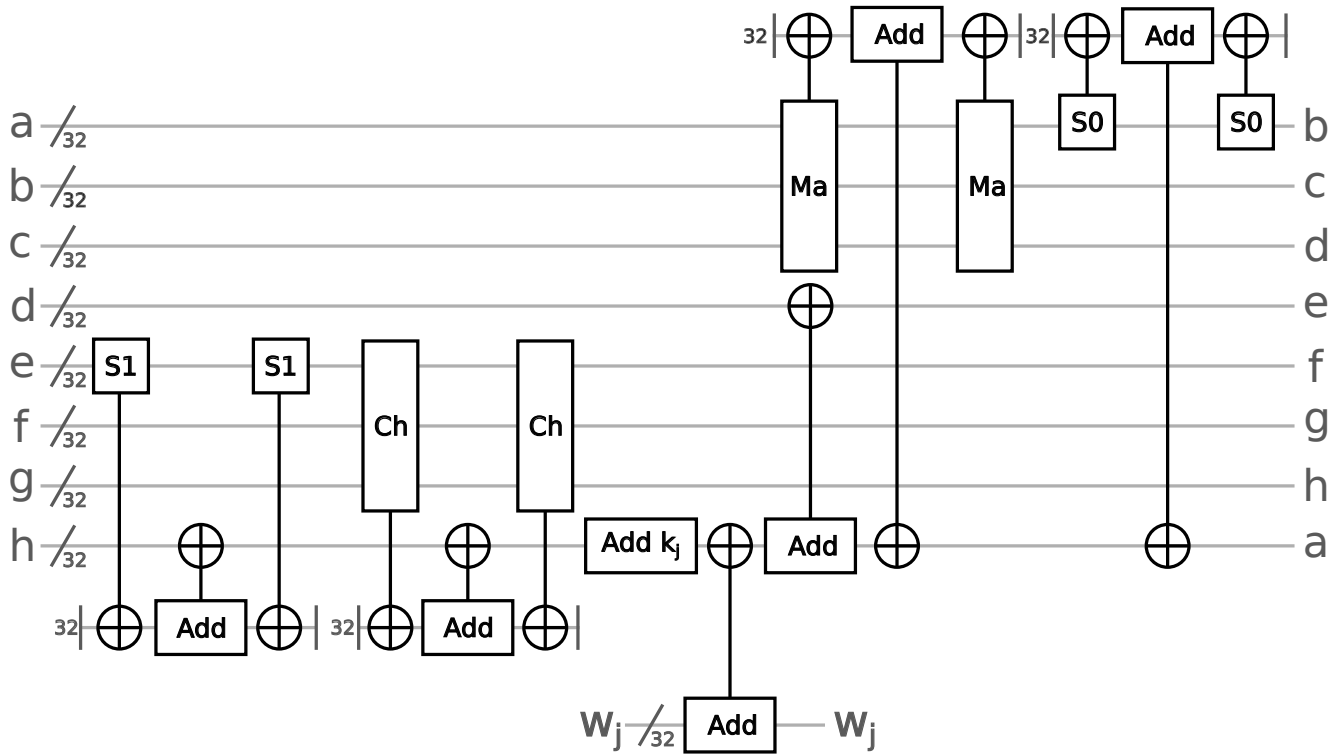 32 Add 32 Add
a 32 S0 S0 b
b 32 Ma Ma c
c 32 d
d 32 e
e 32 S1 S1 f
f 32 Ch Ch g
g 32 h
h 32 Add kj Add a
32 Add 32 Add
Wj 32 Add Wj